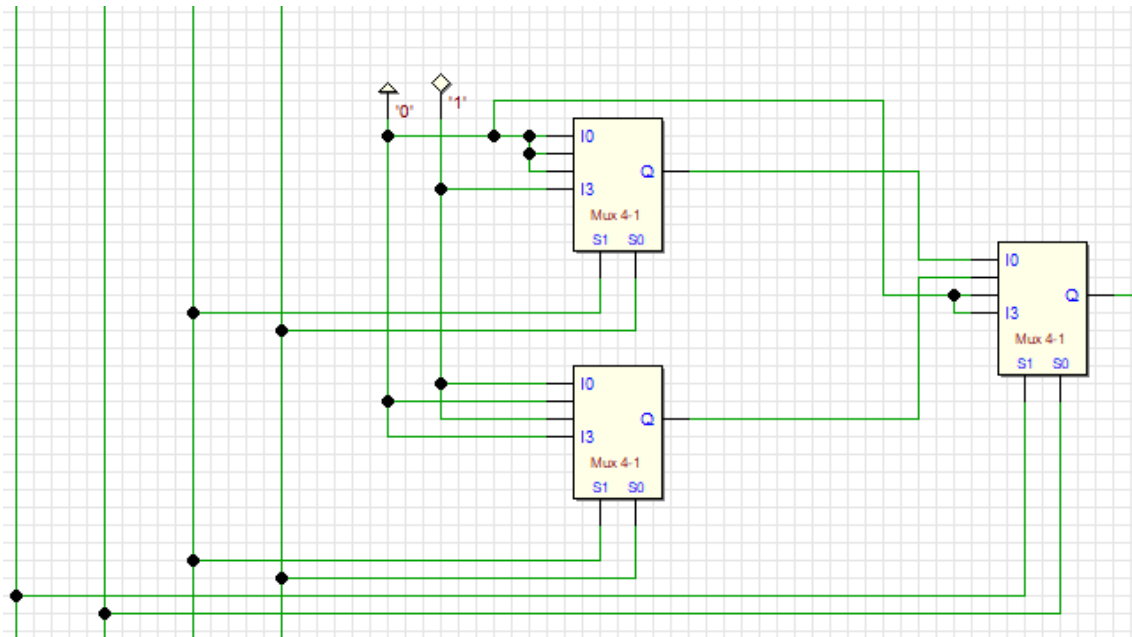 "0"
"1"
I0
I3
Q
Mux 4-1
S1 S0
I0
I3
Q
Mux 4-1
S1 S0
I0
I3
Q
Mux 4-1
S1 S0